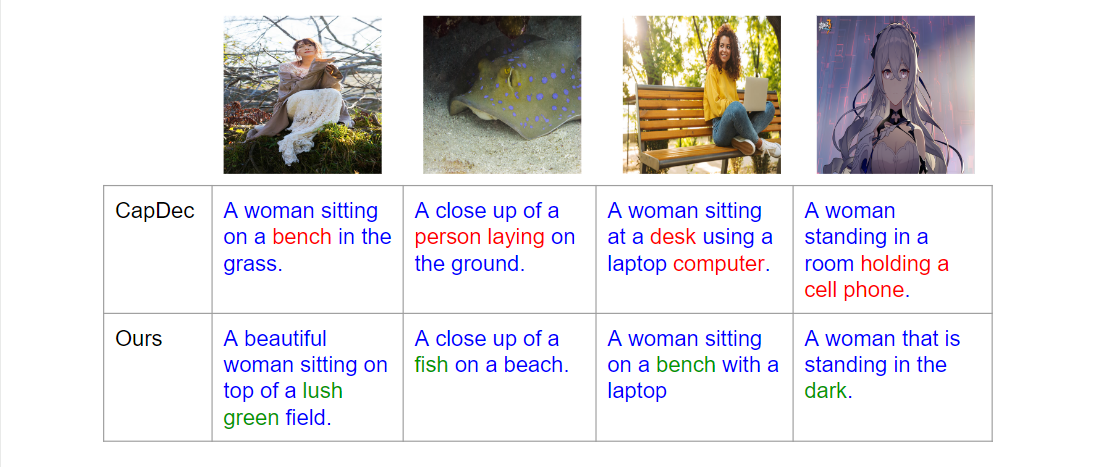 CapDec
A woman sitting
on a bench in the
grass.
A close up of a
person laying on
the ground.
A woman sitting
at a desk using a
laptop computer.
A woman
standing in a
room holding a
cell phone.
Ours
A beautiful
woman sitting on
top of a lush
green field.
A close up of a
fish on a beach.
A woman sitting
on a bench with a
laptop
A woman that is
standing in the
dark.